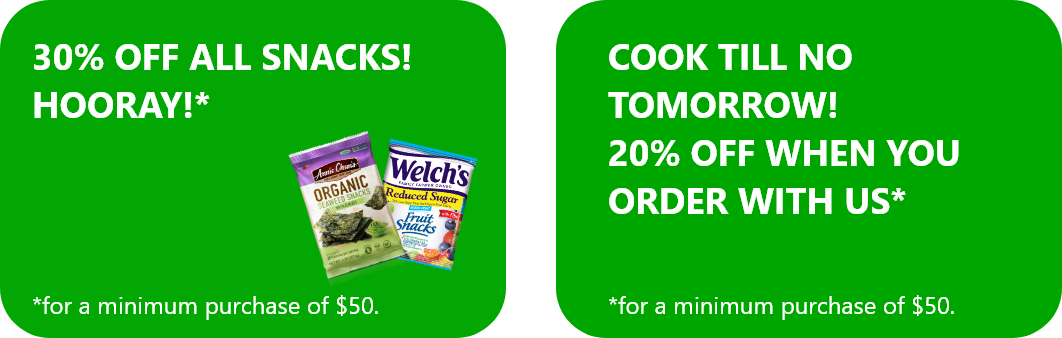 30% OFF ALL SNACKS!
HOORAY!*
Annie Chun's
ORGANIC
SEAWEED SNACKS
Welch's
Reduced Sugar
Fruit
Snacks
*for a minimum purchase of $50.
COOK TILL NO
TOMORROW!
20% OFF WHEN YOU
ORDER WITH US*
*for a minimum purchase of $50.